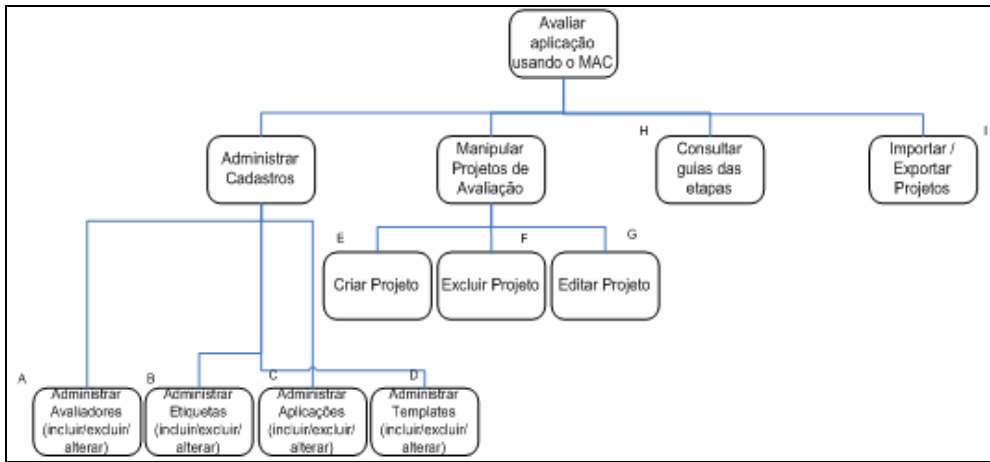 Avaliar
aplicação
usando o MAC
H
I
Administrar
Cadastros
Manipular
Projetos de
Avaliação
Consultar
guias das
etapas
Importar /
Exportar
Projetos
E
F
G
Criar Projeto
Excluir Projeto
Editar Projeto
A
B
C
D
Administrar
Avaliadores
(incluir/excluir/
alterar)
Administrar
Etiquetas
(incluir/excluir/
alterar)
Administrar
Aplicações
(incluir/excluir/
alterar)
Administrar
Templates
(incluir/excluir/
alterar)